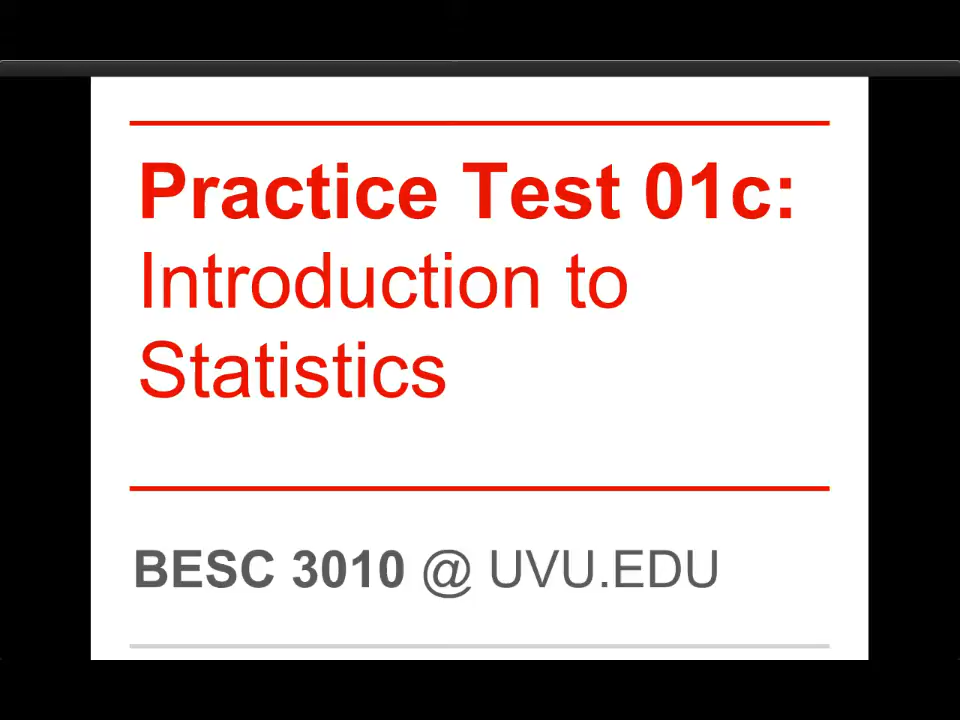 Practice Test 01c:
Introduction to
Statistics
BESC 3010 @ UVU.EDU